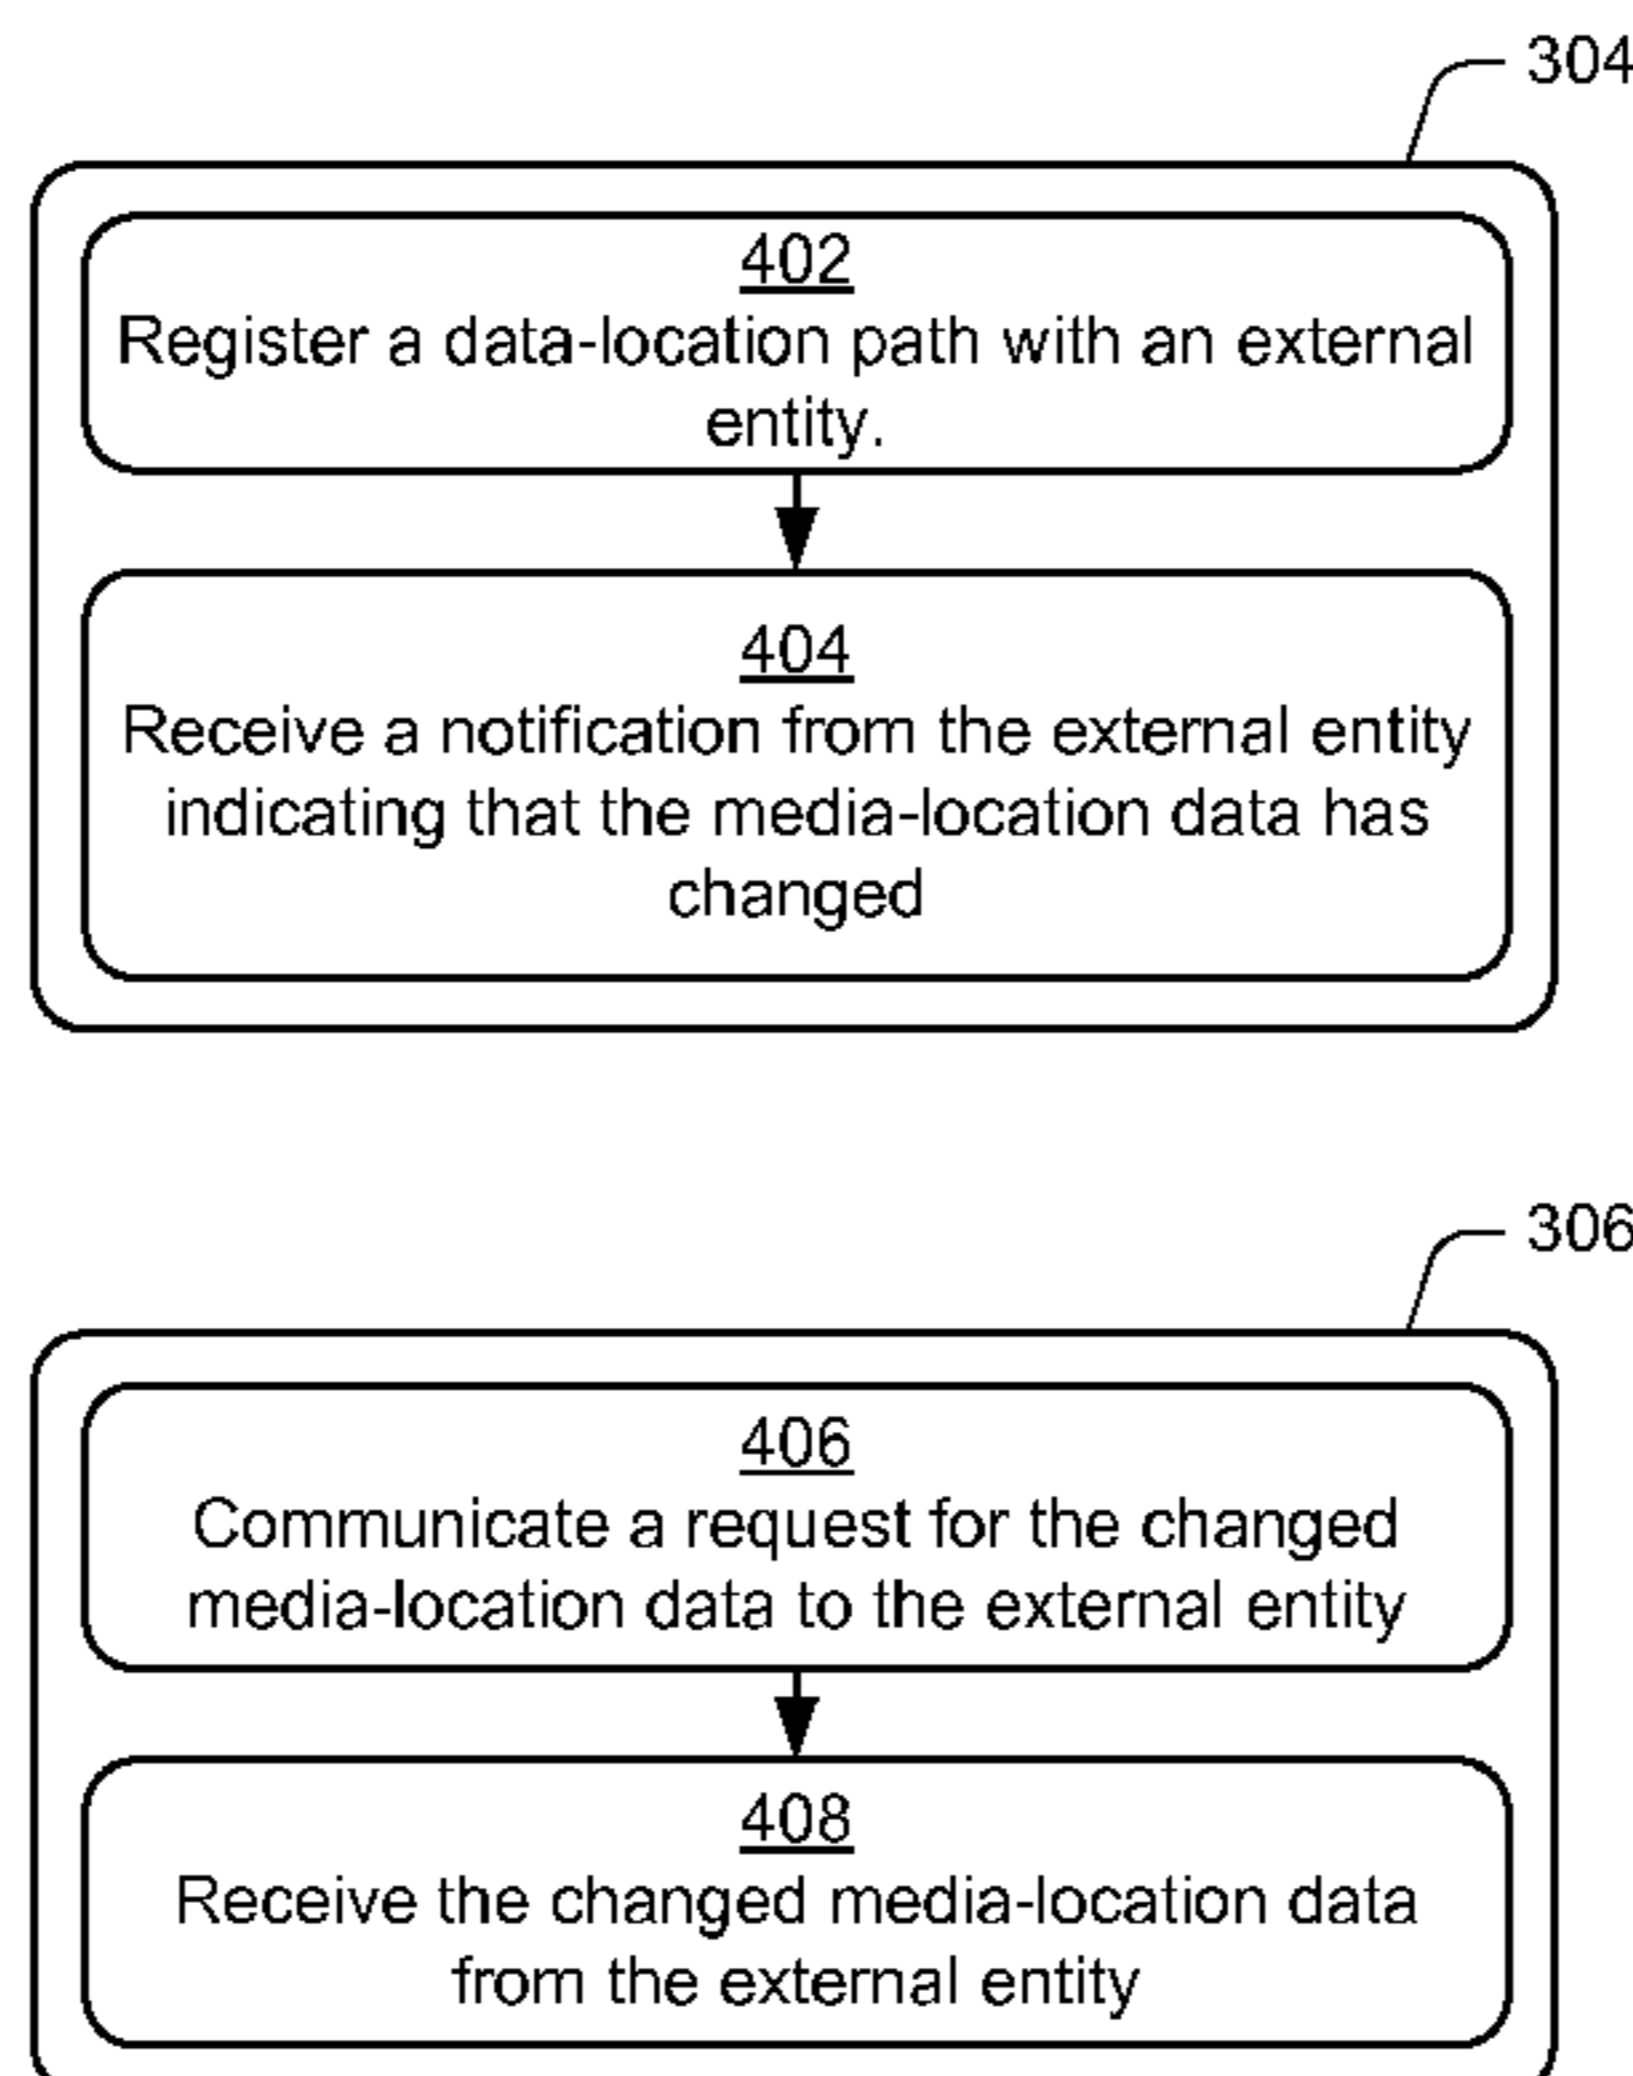 304
402
Register a data-location path with an external
entity.
404
Receive a notification from the external entity
indicating that the media-location data has
changed
306
406
Communicate a request for the changed
media-location data to the external entity
408
Receive the changed media-location data
from the external entity